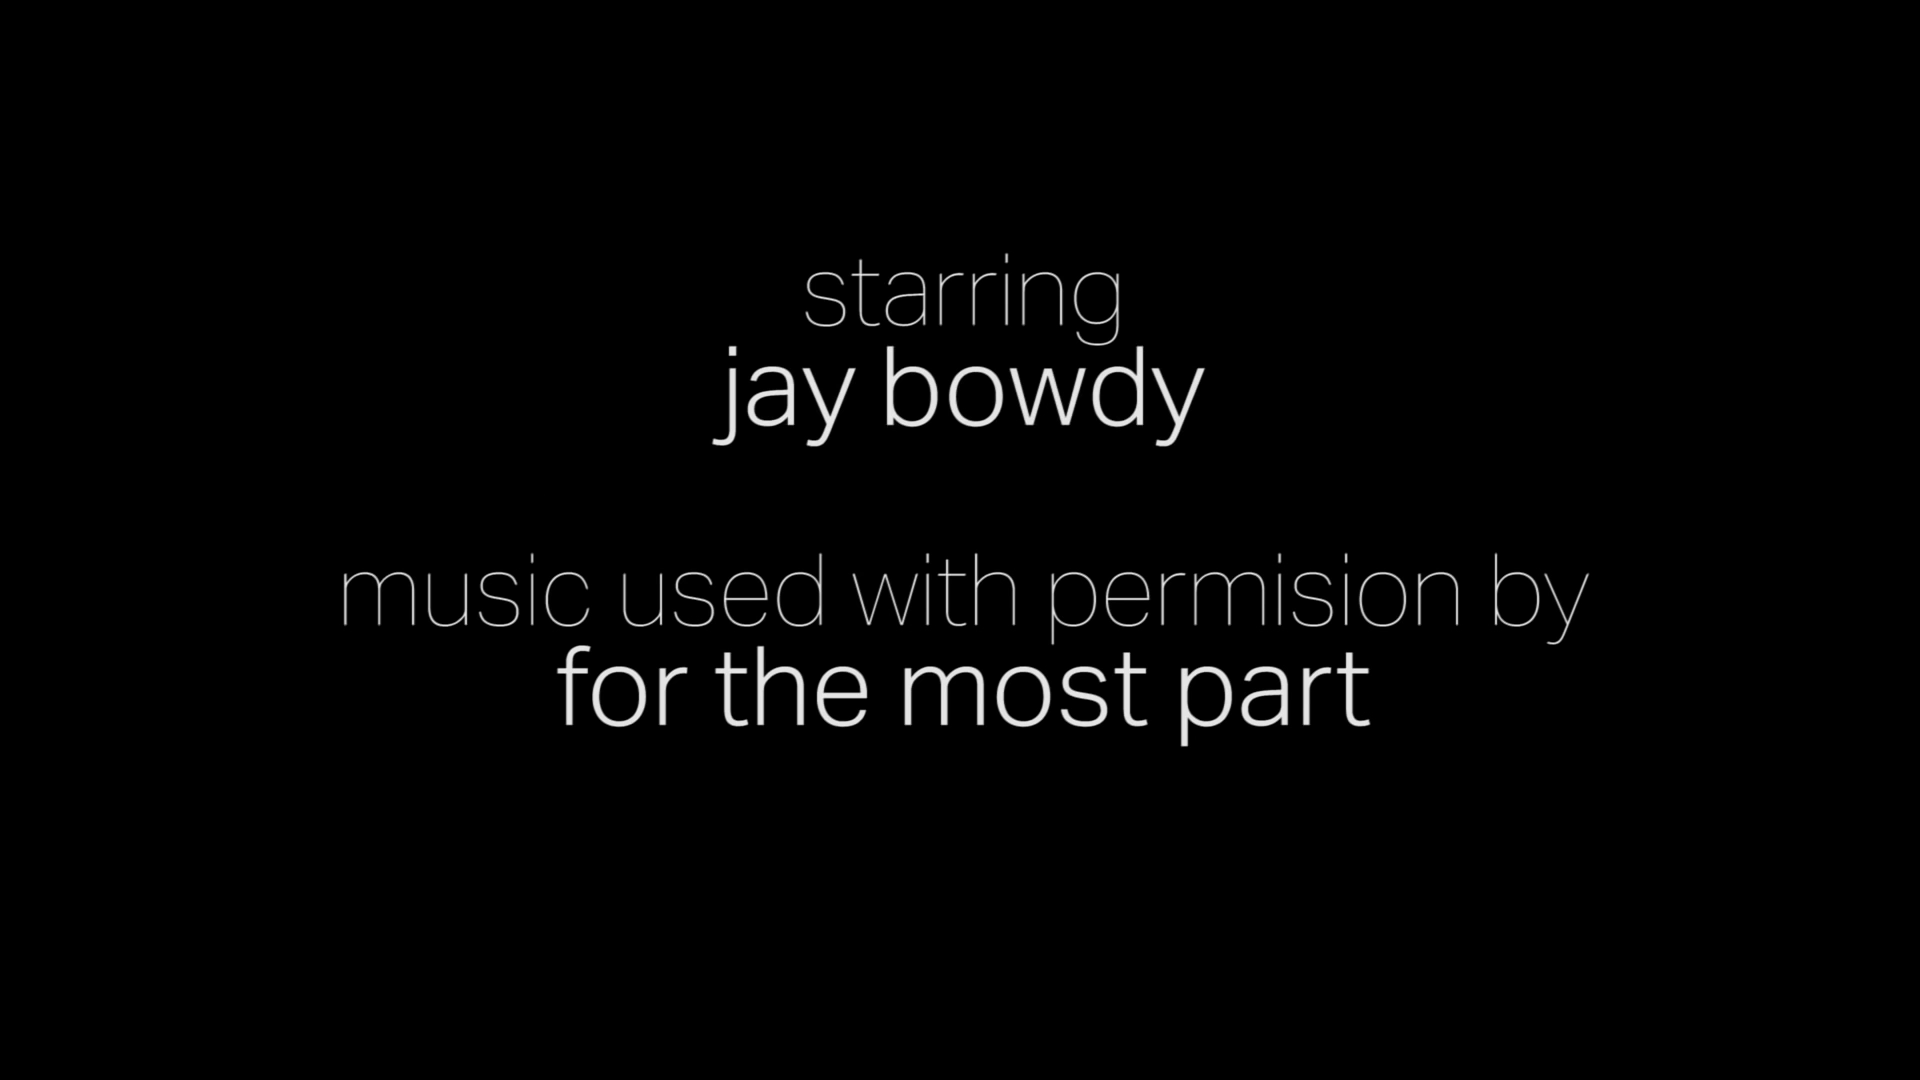 starring
jay bowdy
music used with permision by
for the most part